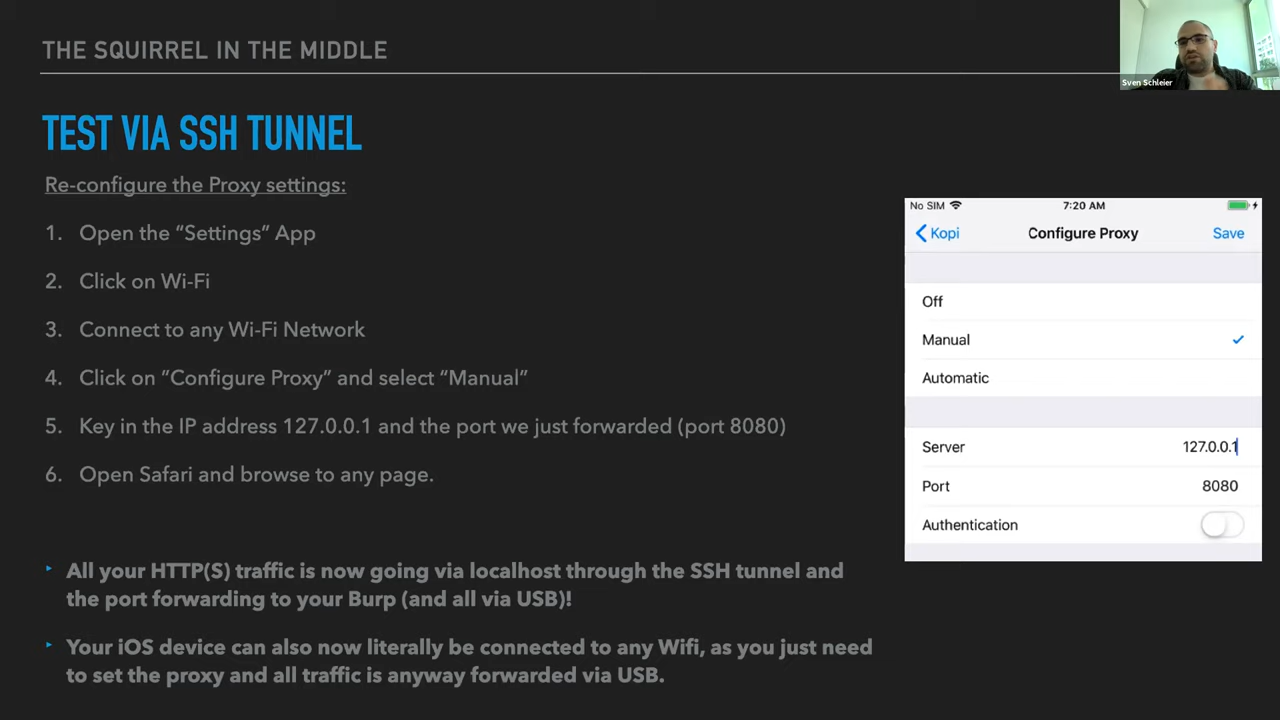 THE SQUIRREL IN THE MIDDLE
Sven Schleier
TEST VIA SSH TUNNEL
Re-configure the Proxy settings:
1. Open the “Settings” App
2. Click on Wi-Fi
3. Connect to any Wi-Fi Network
4. Click on ”Configure Proxy” and select “Manual”
5. Key in the IP address 127.0.0.1 and the port we just forwarded (port 8080)
6. Open Safari and browse to any page.
‣ All your HTTP(S) traffic is now going via localhost through the SSH tunnel and
the port forwarding to your Burp (and all via USB)!
‣ Your iOS device can also now literally be connected to any Wifi, as you just need
to set the proxy and all traffic is anyway forwarded via USB.
No SIM 7:20 AM
Kopi Configure Proxy Save
Off
Manual
Automatic
Server 127.0.0.1
Port 8080
Authentication